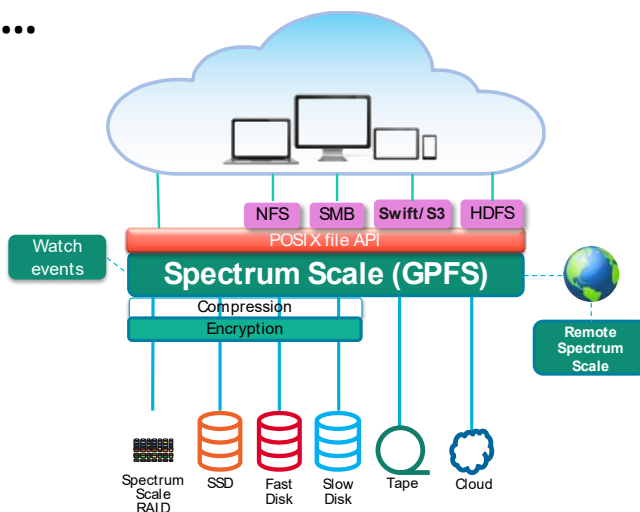 ...
NFS
SMB
Swift/ S3
HDFS
POSIX file API
Watch
events
Spectrum Scale (GPFS)
Compression
Encryption
Remote
Spectrum
Scale
Spectrum
Scale
RAID
SSD
Fast
Disk
Slow
Disk
Tape
Cloud